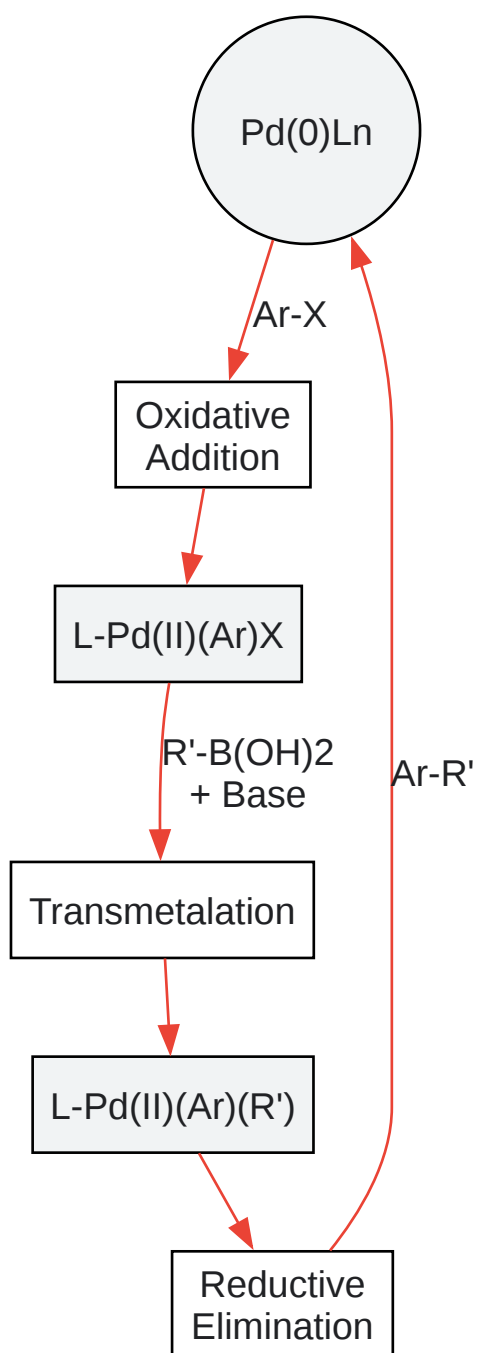 Pd(0)Ln
Ar-X
Oxidative
Addition
L-Pd(II)(Ar)X
R'-B(OH)2
+ Base
Ar-R'
Transmetalation
L-Pd(II)(Ar)(R')
Reductive
Elimination